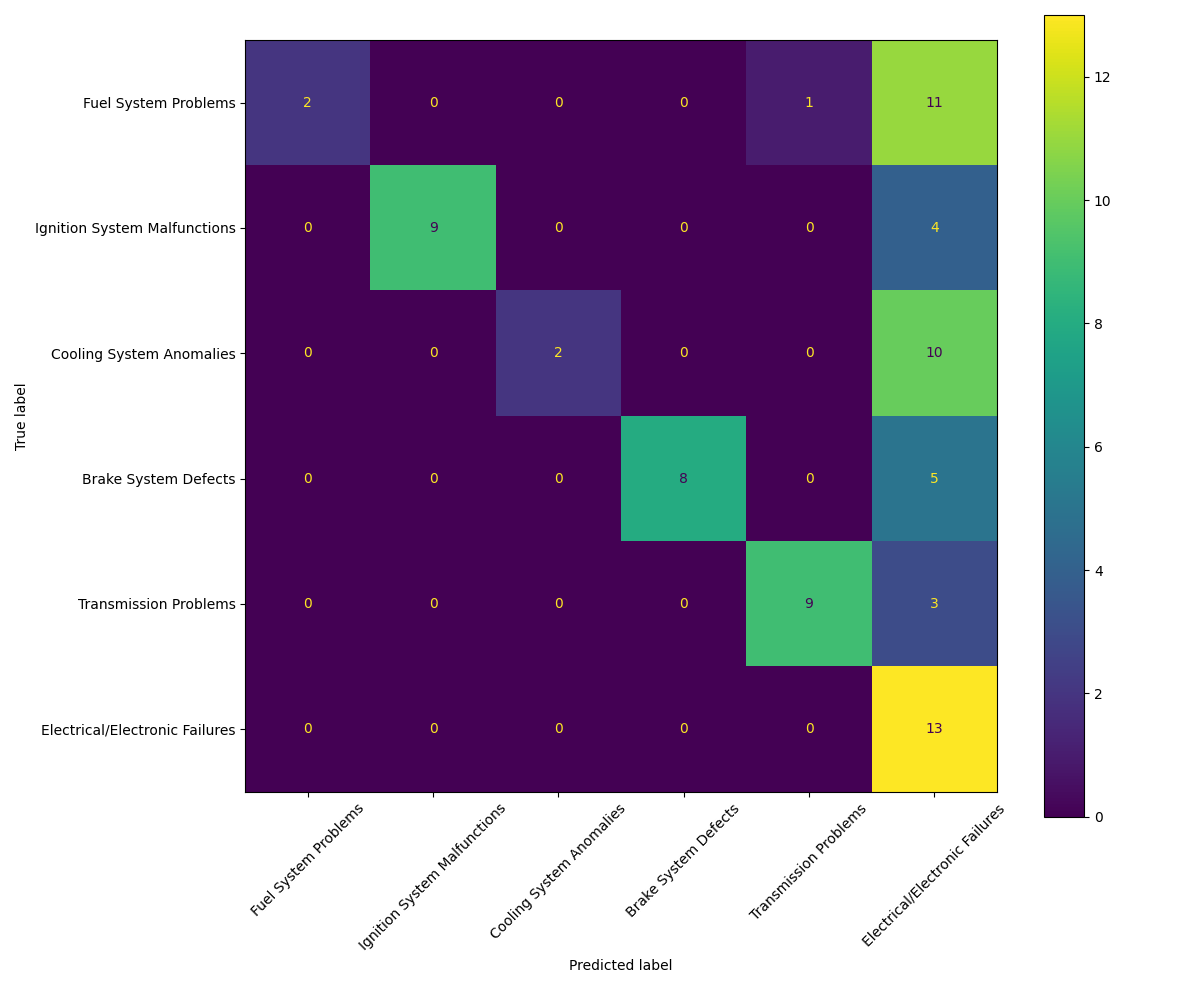 Fuel System Problems 2 0 0 0 1 11
Ignition System Malfunctions 0 9 0 0 0 4
Cooling System Anomalies 0 0 2 0 0 10
Brake System Defects 0 0 0 8 0 5
Transmission Problems 0 0 0 0 9 3
Electrical/Electronic Failures 0 0 0 0 0 13
True label
Fuel System Problems
Ignition System Malfunctions
Cooling System Anomalies
Brake System Defects
Transmission Problems
Electrical/Electronic Failures
Predicted label
12
10
8
6
4
2
0